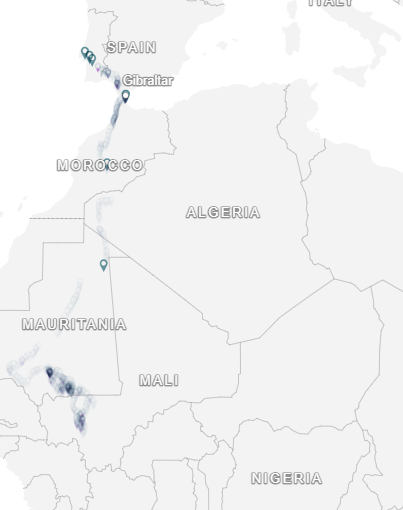 ITALY
SPAIN
Gibraltar
MOROCCO
ALGERIA
MAURITANIA
MALI
NIGERIA